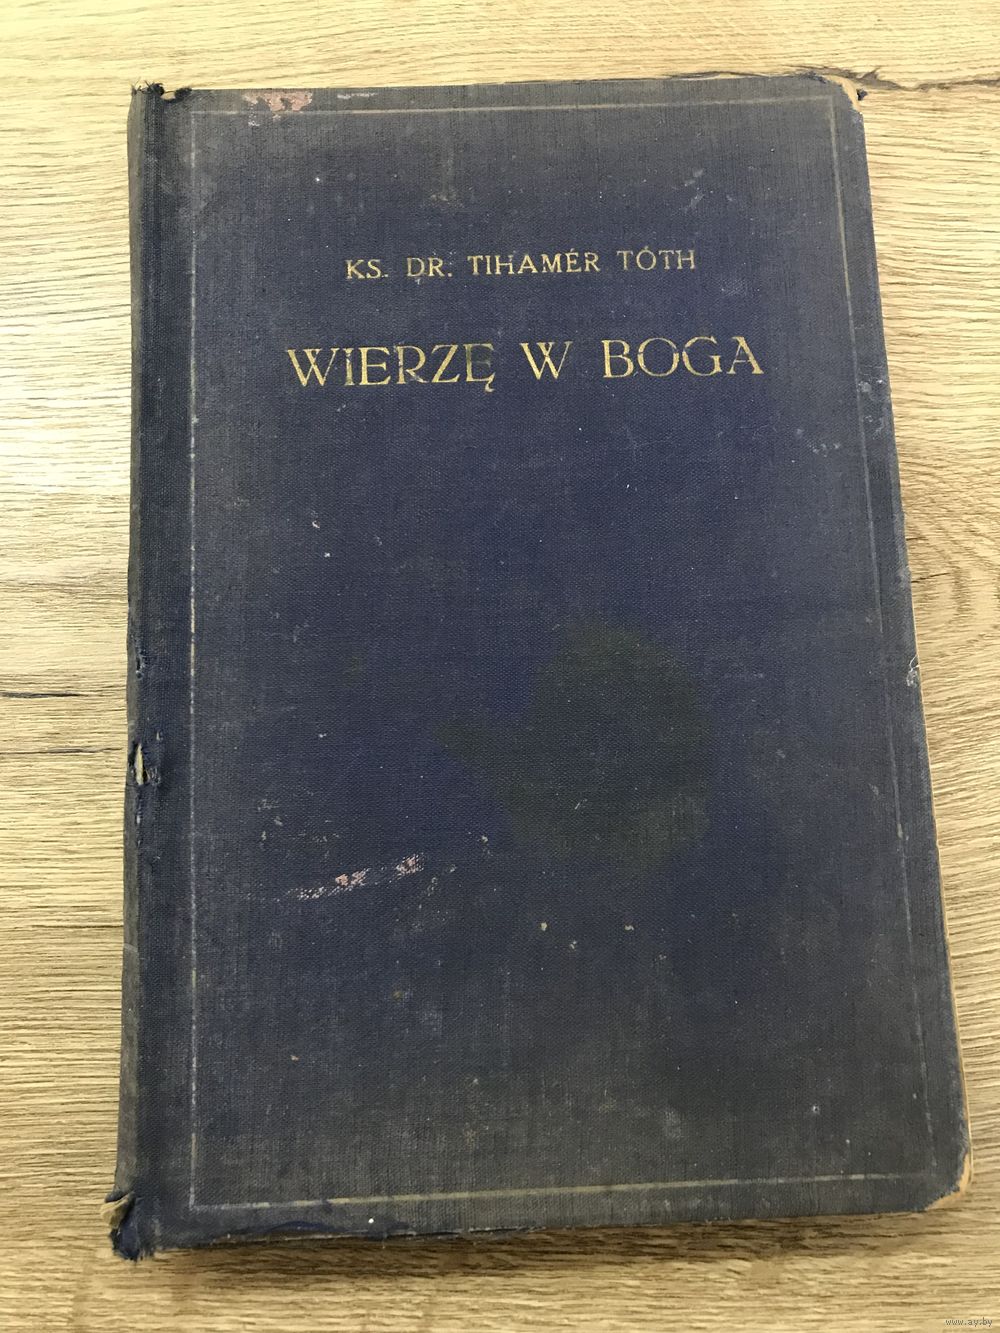 KS. DR. TIHAMÉR TÓTH
WIERZĘ W BOGA
www.ay.by